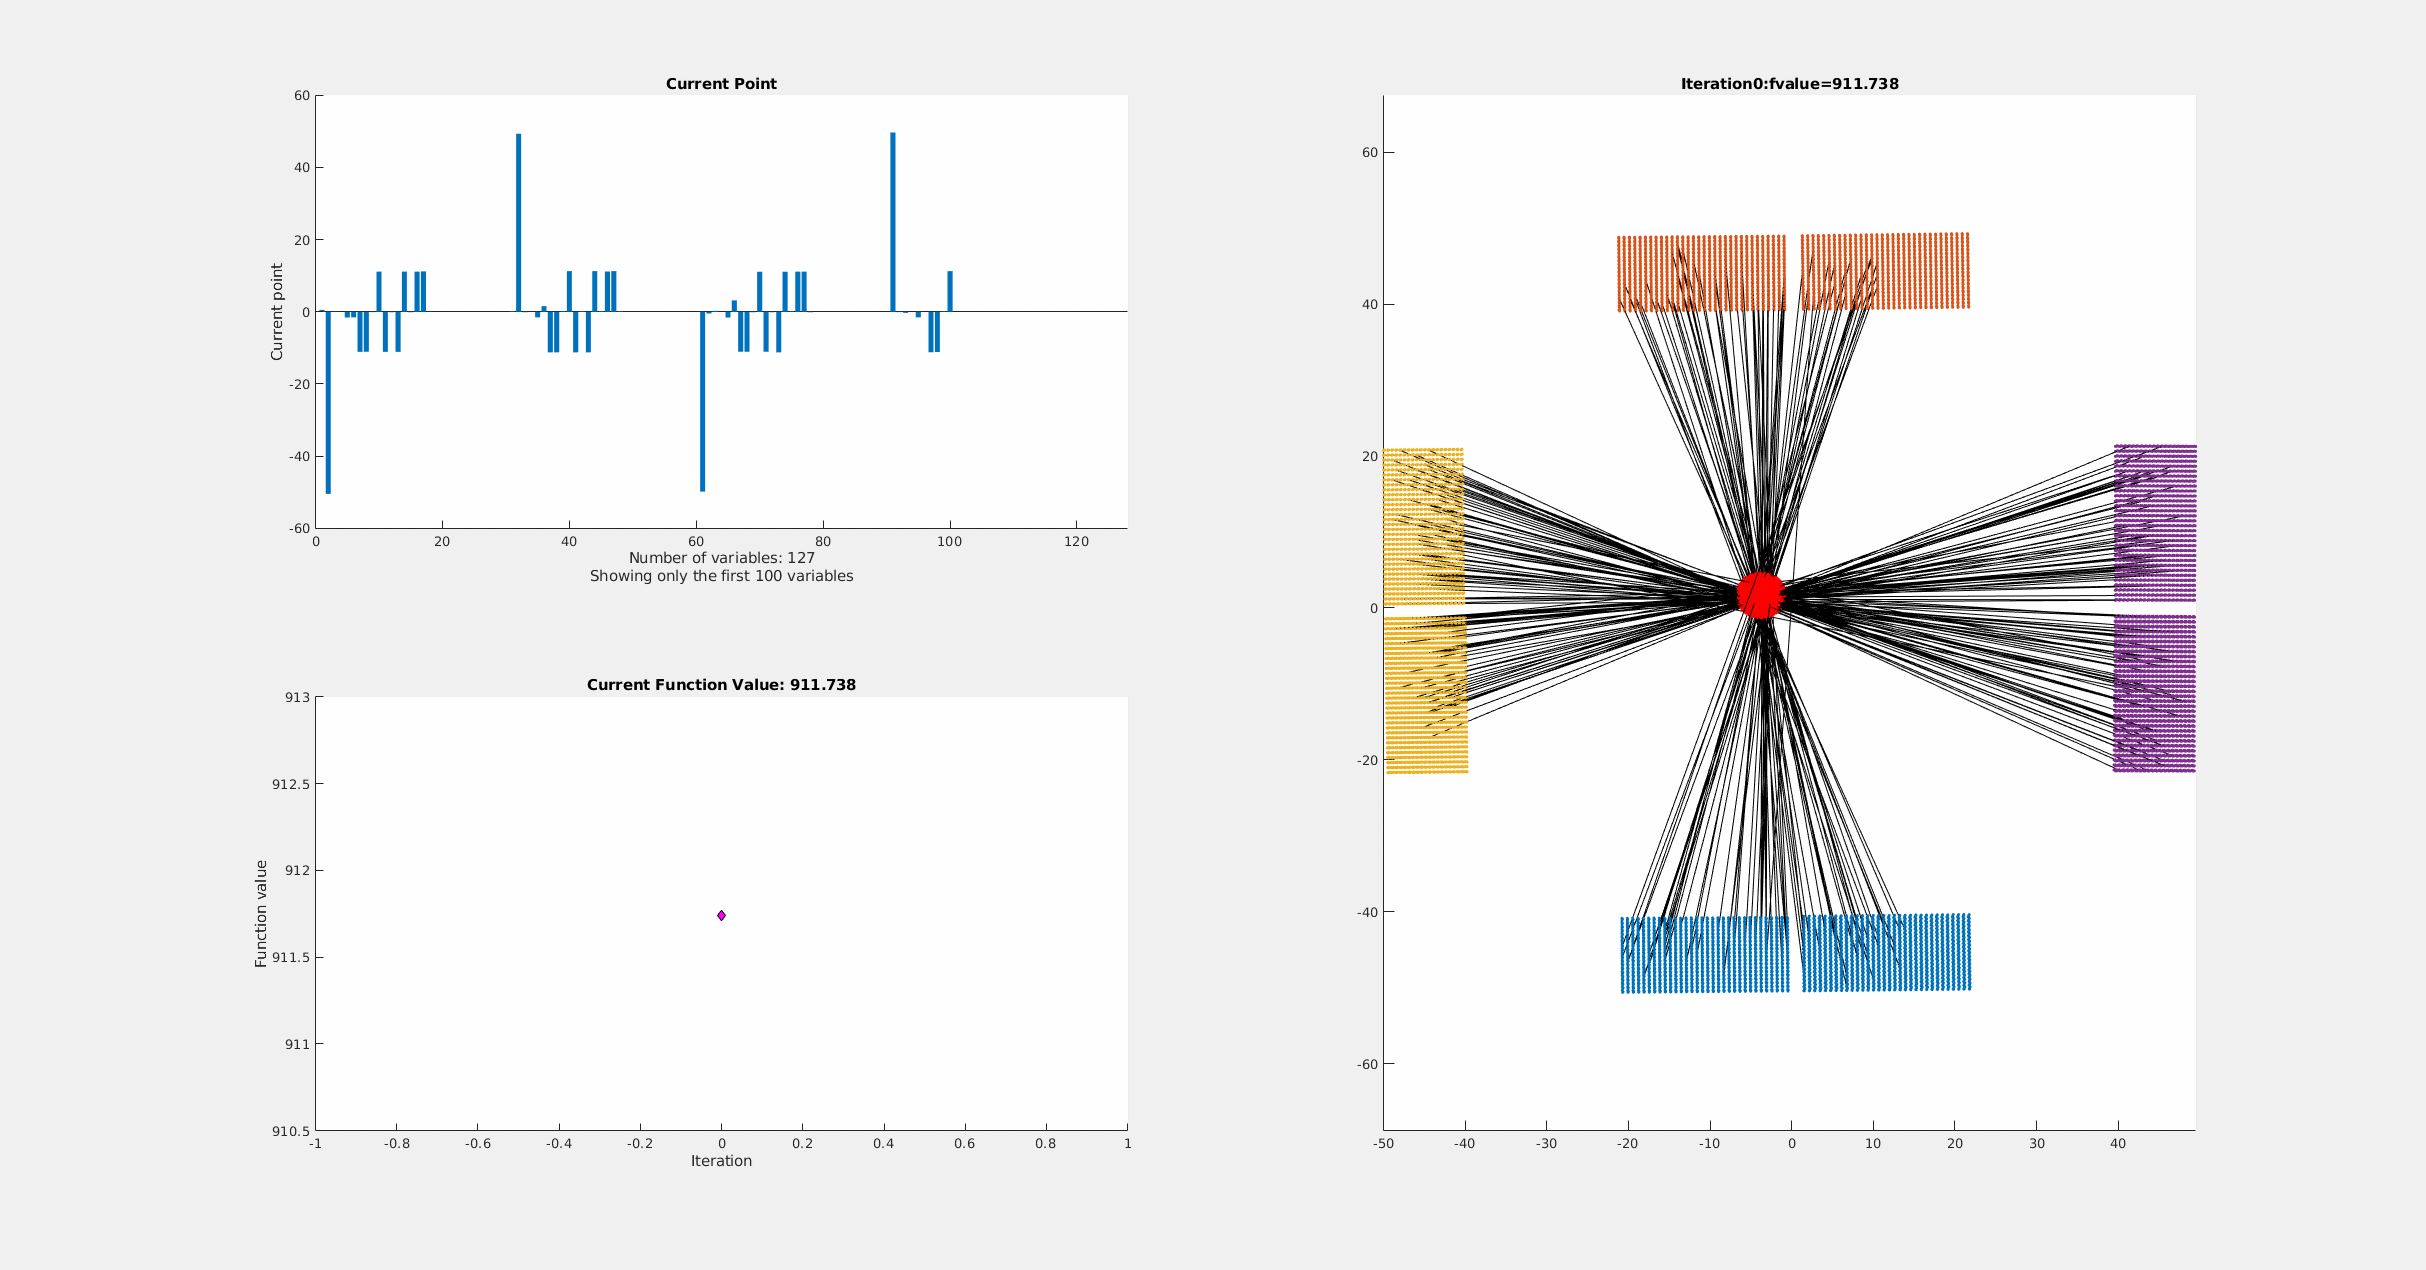 Current Point
60
40
20
0
-20
-40
-60
Current point
0 20 40 60 80 100 120
Number of variables: 127
Showing only the first 100 variables
Current Function Value: 911.738
913
912.5
912
911.5
911
910.5
Function value
-1 -0.8 -0.6 -0.4 -0.2 0 0.2 0.4 0.6 0.8 1
Iteration
Iteration0:fvalue=911.738
60
40
20
0
-20
-40
-60
-50 -40 -30 -20 -10 0 10 20 30 40